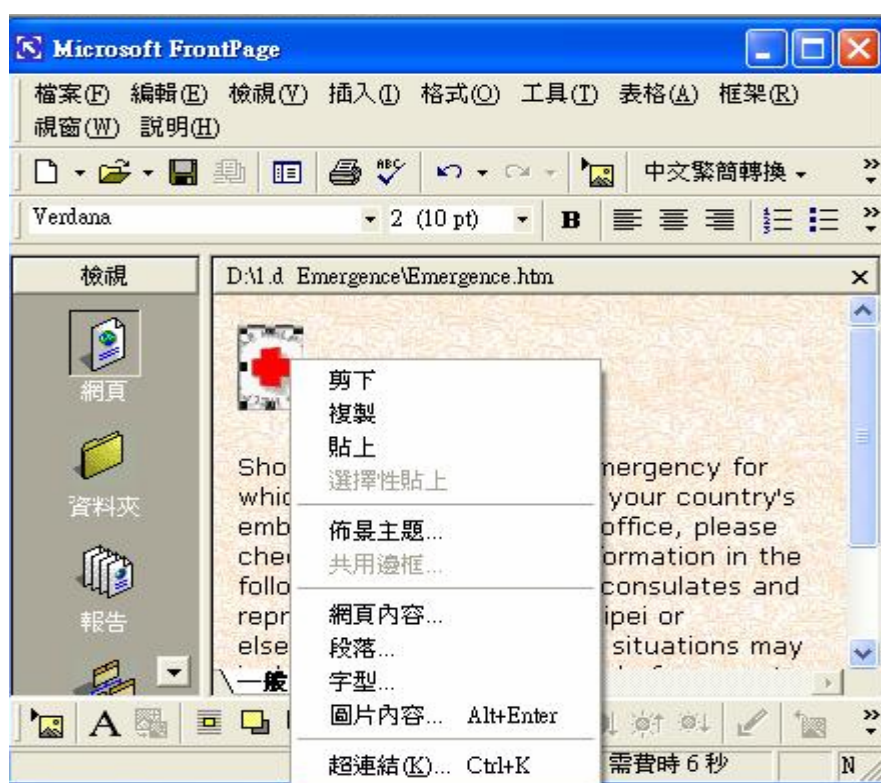 Microsoft FrontPage
檔案(F) 編輯(E) 檢視(V) 插入(I) 格式(O) 工具(T) 表格(A) 框架(R)
視窗(W) 說明(H)
ABC
中文繁簡轉換
Verdana 2 (10 pt) B
檢視
D:\1.d Emergence\Emergence.htm
網頁
資料夾
報告
剪下
複製
貼上
選擇性貼上
佈景主題...
共用邊框...
網頁內容...
段落...
字型...
圖片內容... Alt+Enter
超連結(K)... Ctrl+K
Sho mergency for
whic your country's
emb office, please
che ormation in the
follo consulates and
repr ipei or
else situations may
一般
A
需費時 6 秒 N